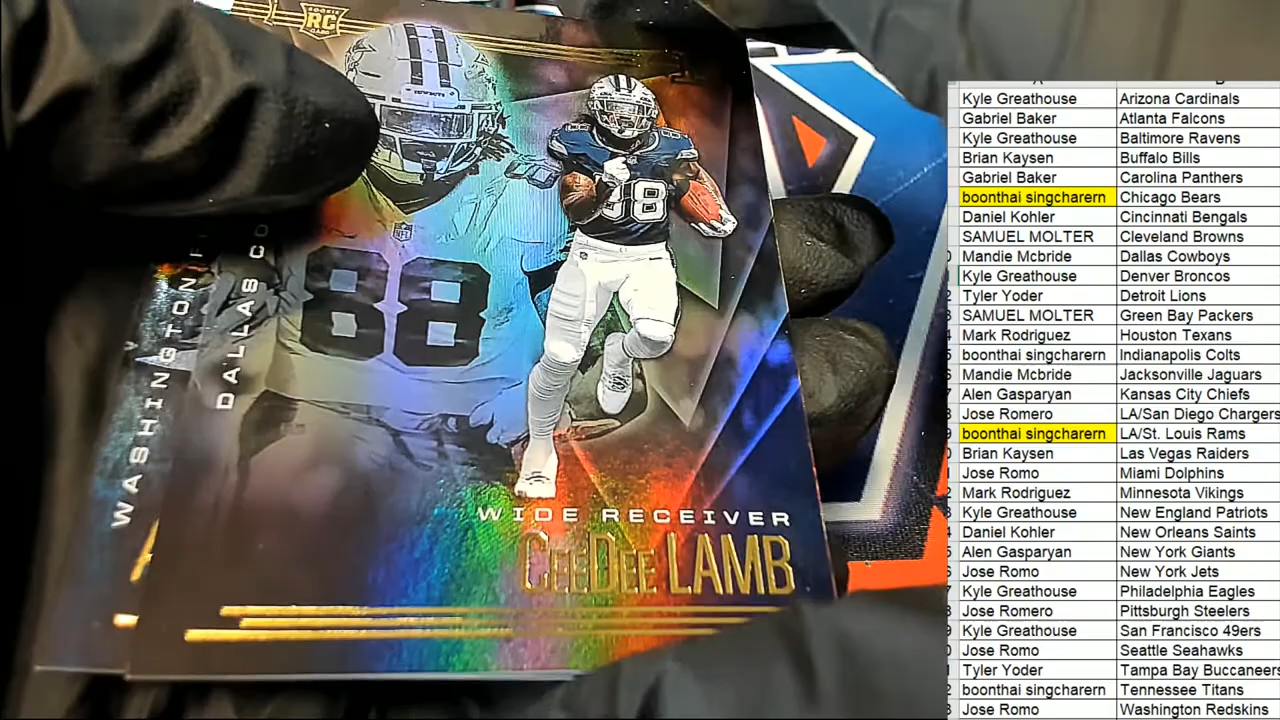 RC
COWBOYS
88
88
WASHINGTON
DALLAS CO
WIDE RECEIVER
CEEDEE LAMB
Kyle Greathouse Arizona Cardinals
Gabriel Baker Atlanta Falcons
Kyle Greathouse Baltimore Ravens
Brian Kaysen Buffalo Bills
Gabriel Baker Carolina Panthers
boonthai singcharern Chicago Bears
Daniel Kohler Cincinnati Bengals
SAMUEL MOLTER Cleveland Browns
Mandie Mcbride Dallas Cowboys
Kyle Greathouse Denver Broncos
Tyler Yoder Detroit Lions
SAMUEL MOLTER Green Bay Packers
Mark Rodriguez Houston Texans
boonthai singcharern Indianapolis Colts
Mandie Mcbride Jacksonville Jaguars
Alen Gasparyan Kansas City Chiefs
Jose Romero LA/San Diego Chargers
boonthai singcharern LA/St. Louis Rams
Brian Kaysen Las Vegas Raiders
Jose Romo Miami Dolphins
Mark Rodriguez Minnesota Vikings
Kyle Greathouse New England Patriots
Daniel Kohler New Orleans Saints
Alen Gasparyan New York Giants
Jose Romo New York Jets
Kyle Greathouse Philadelphia Eagles
Jose Romero Pittsburgh Steelers
Kyle Greathouse San Francisco 49ers
Jose Romo Seattle Seahawks
Tyler Yoder Tampa Bay Buccaneers
boonthai singcharern Tennessee Titans
Jose Romo Washington Redskins